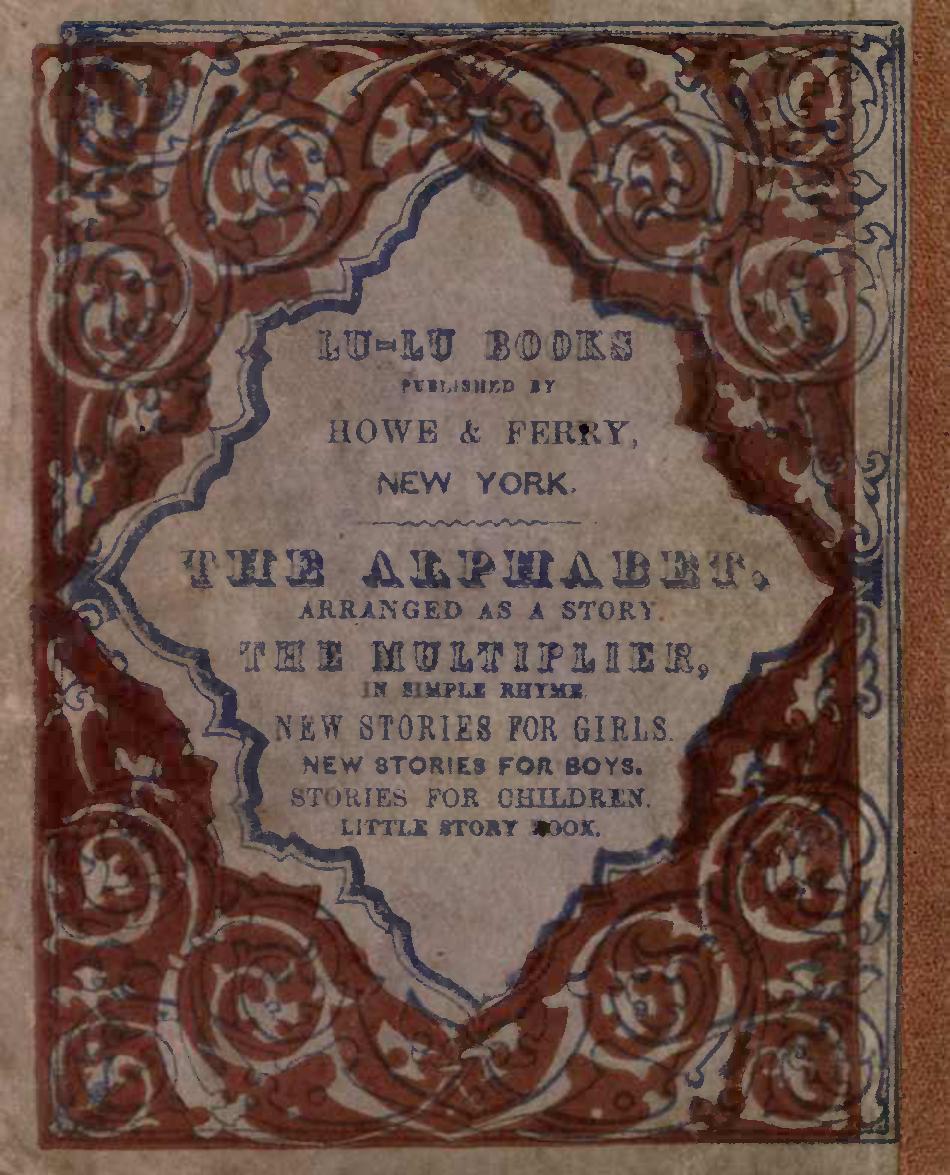 LU-LU BOOKS
PUBLISHED BY
HOWE & FERRY,
NEW YORK.
THE ALPHABET,
ARRANGED AS A STORY
THE MULTIPLIER,
IN SIMPLE RHYME.
NEW STORIES FOR GIRLS.
NEW STORIES FOR BOYS.
STORIES FOR CHILDREN.
LITTLE STORY BOOK.